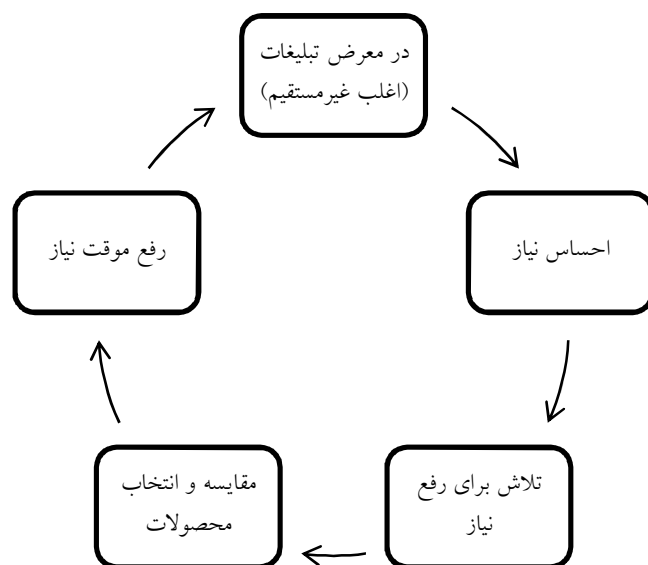 در معرض تبلیغات
(اغلب غیرمستقیم)
احساس نیاز
تلاش برای رفع
نیاز
مقایسه و انتخاب
محصولات
رفع موقت نیاز